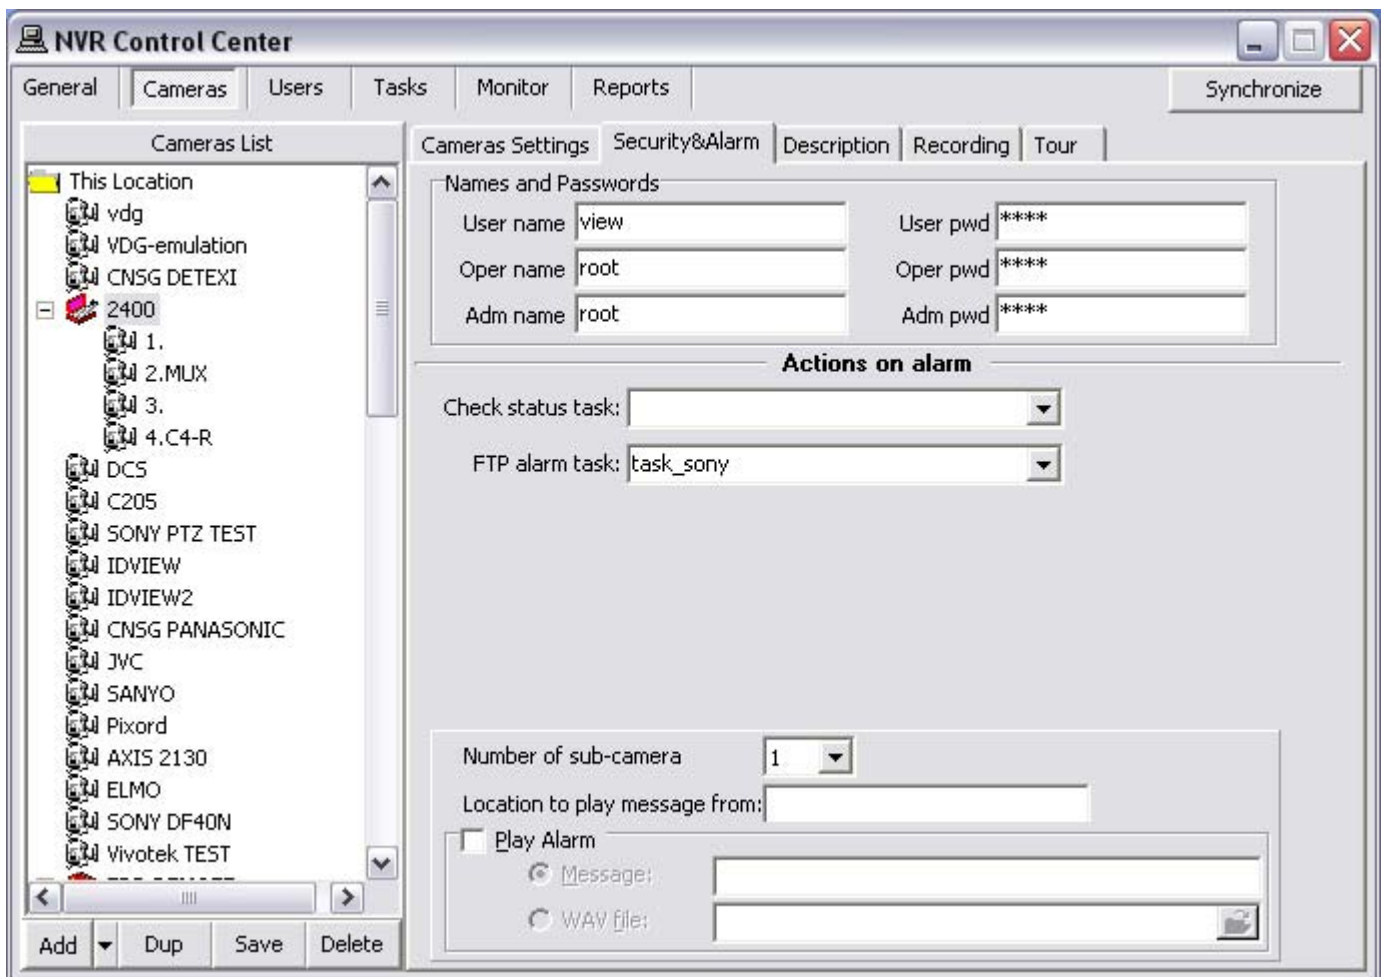 NVR Control Center
General Cameras Users Tasks Monitor Reports Synchronize
Cameras List
This Location
vdg
VDG-emulation
CNSG DETEXI
2400
1.
2.MUX
3.
4.C4-R
DCS
C205
SONY PTZ TEST
IDVIEW
IDVIEW2
CNSG PANASONIC
JVC
SANYO
Pixord
AXIS 2130
ELMO
SONY DF40N
Vivotek TEST
Add Dup Save Delete
Cameras Settings Security&Alarm Description Recording Tour
Names and Passwords
User name view User pwd ****
Oper name root Oper pwd ****
Adm name root Adm pwd ****
Actions on alarm
Check status task:
FTP alarm task: task_sony
Number of sub-camera 1
Location to play message from:
Play Alarm
Message:
WAV file: